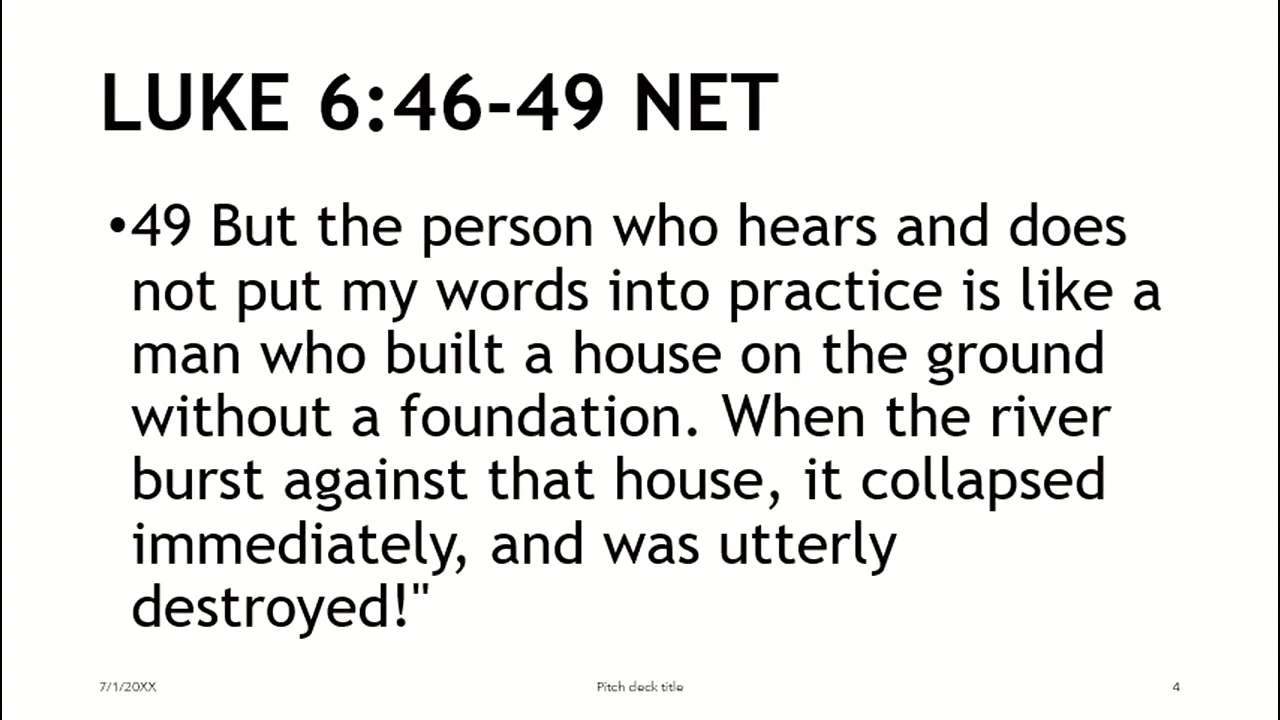 LUKE 6:46-49 NET
•49 But the person who hears and does
not put my words into practice is like a
man who built a house on the ground
without a foundation. When the river
burst against that house, it collapsed
immediately, and was utterly
destroyed!"
7/1/20XX
Pitch deck title
4